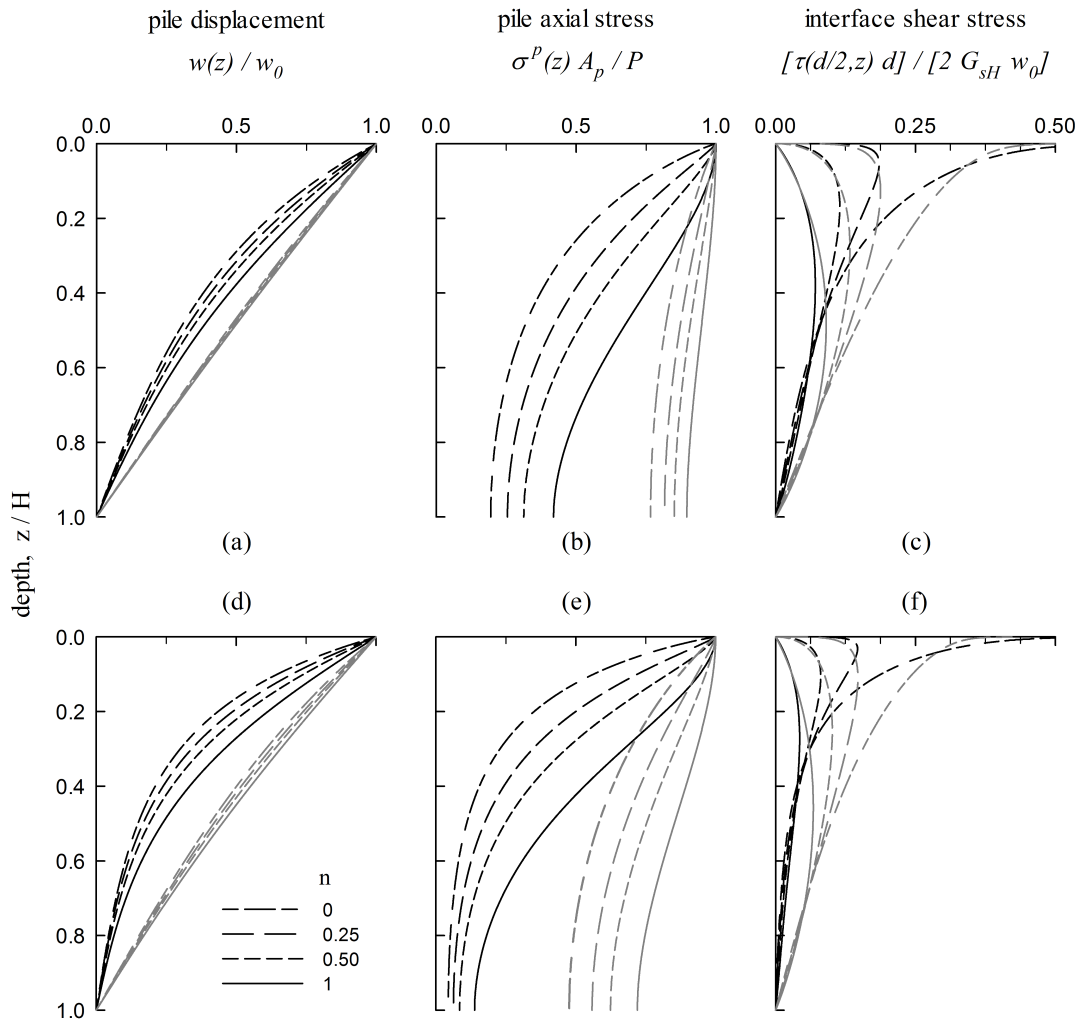 pile displacement pile axial stress interface shear stress
w(z) / w0 σp(z) Ap / P [τ(d/2,z) d] / [2 GsH w0]
0.0 0.5 1.0 0.0 0.5 1.0 0.00 0.25 0.50
0.0
0.2
0.4
0.6
0.8
1.0
(a) (b) (c)
depth, z / H
(d) (e) (f)
0.0
0.2
0.4
0.6
0.8
1.0
n
0
0.25
0.50
1